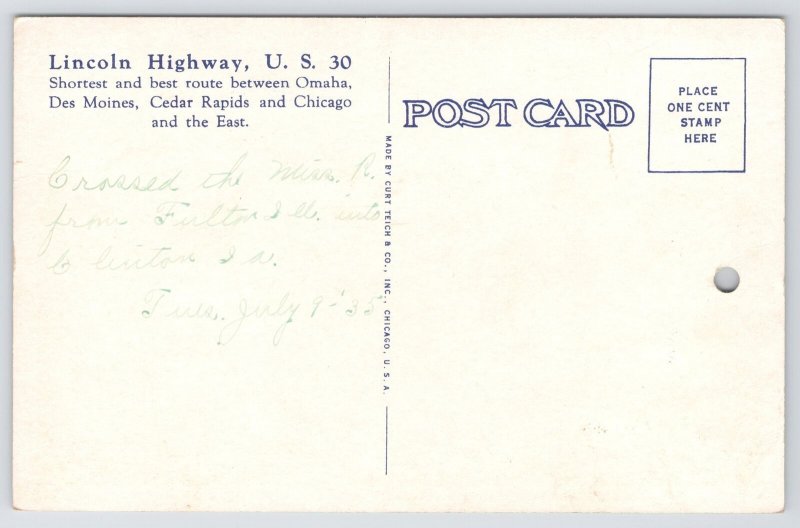 Lincoln Highway, U. S. 30
Shortest and best route between Omaha,
Des Moines, Cedar Rapids and Chicago
and the East.
Crossed the Miss. R.
from Fulton Ill. into
Clinton Ia.
Tues. July 9-'35
MADE BY CURT TEICH & CO., INC., CHICAGO, U.S.A.
POST CARD
PLACE
ONE CENT
STAMP
HERE